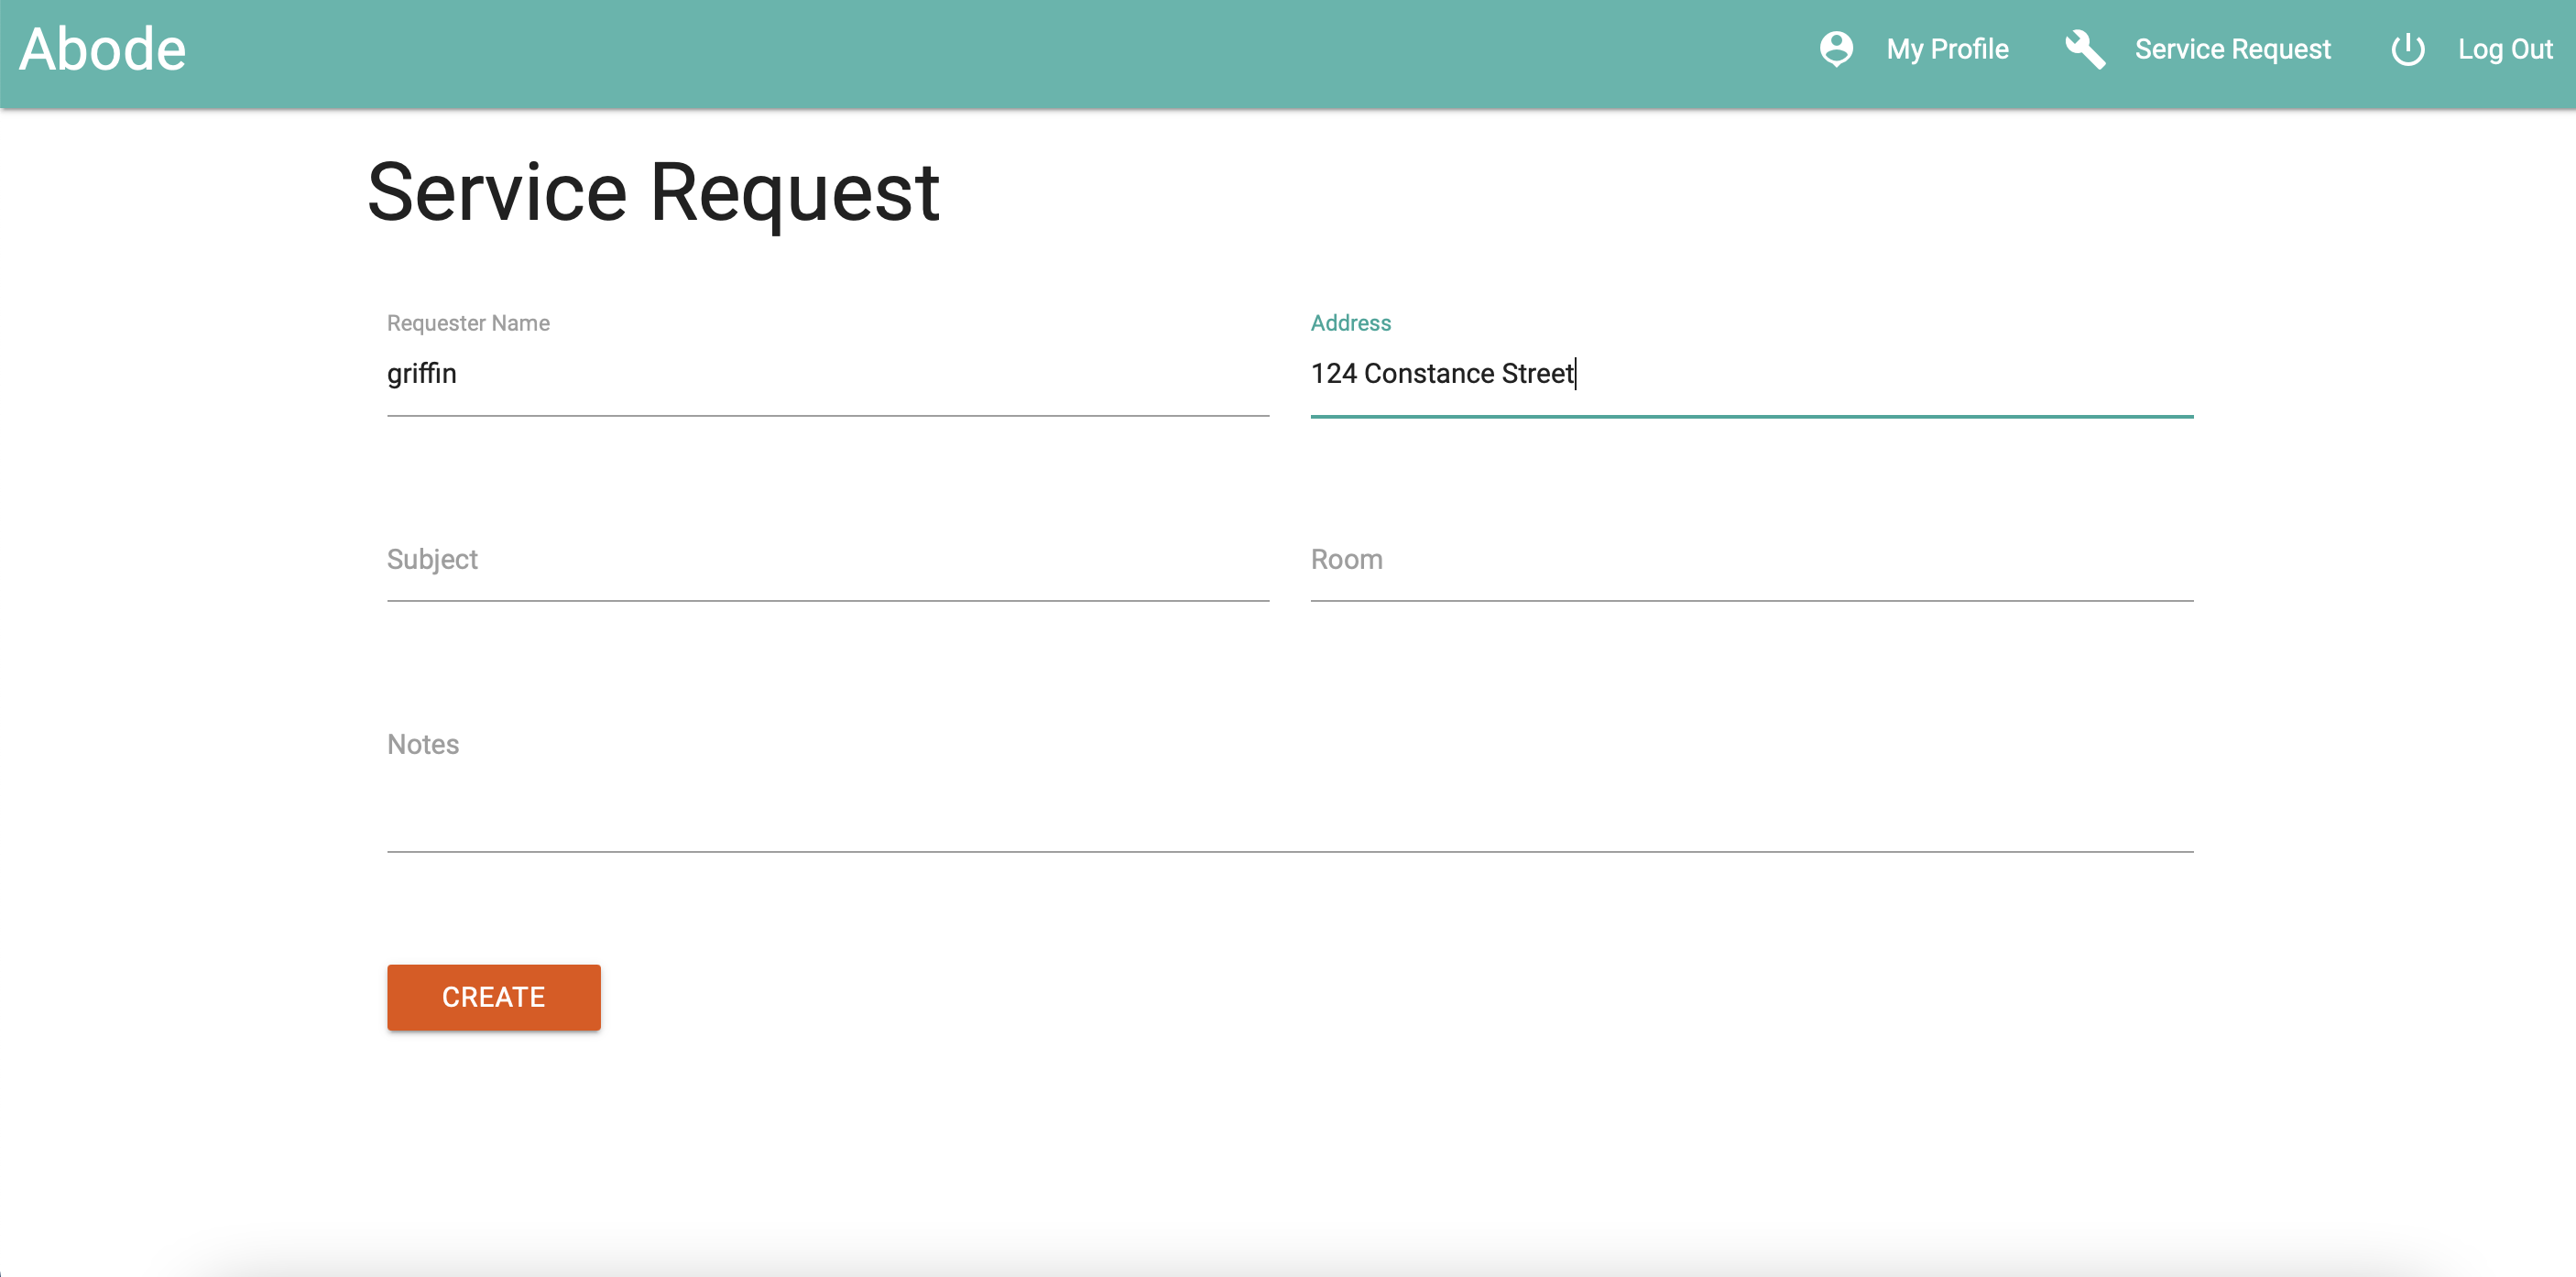 Abode
My Profile
Service Request
Log Out
Service Request
Requester Name
Address
griffin
124 Constance Street
Subject
Room
Notes
CREATE